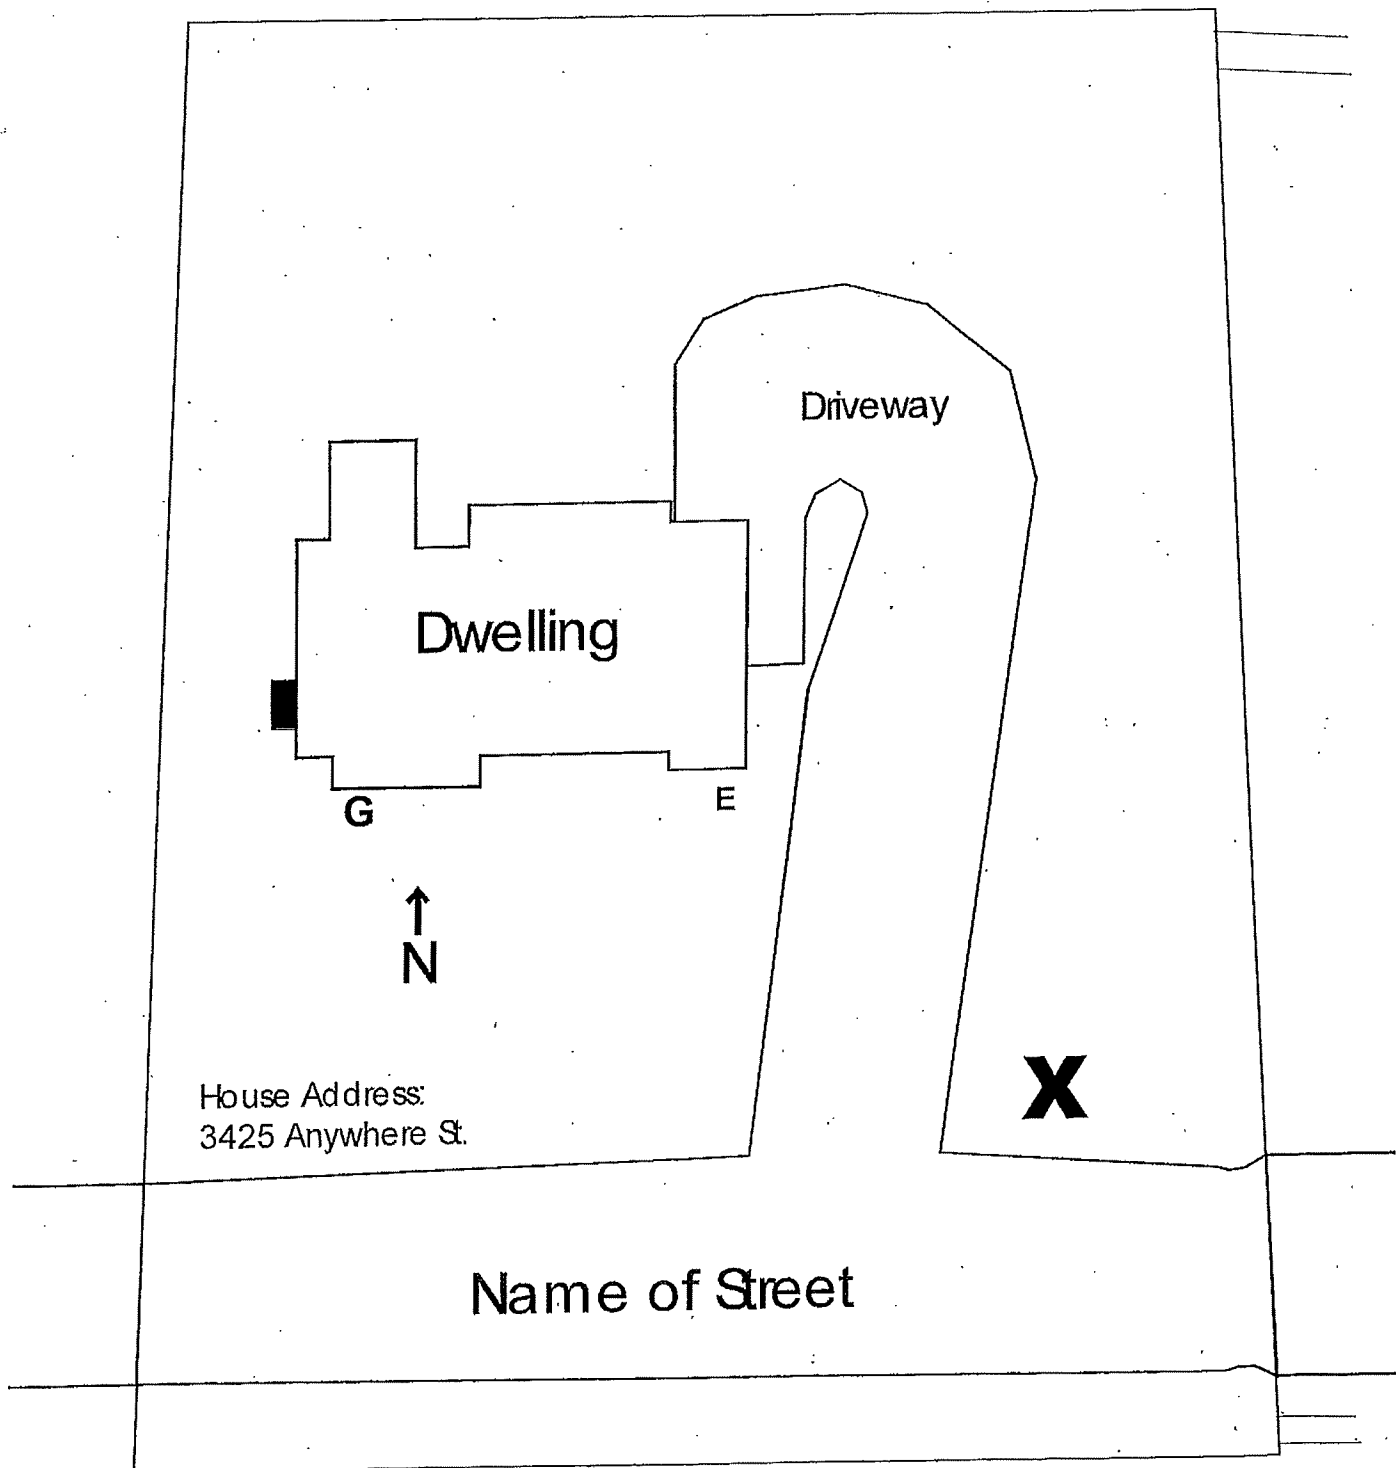 Driveway
Dwelling
G
E
N
X
House Address:
3425 Anywhere St.
Name of Street